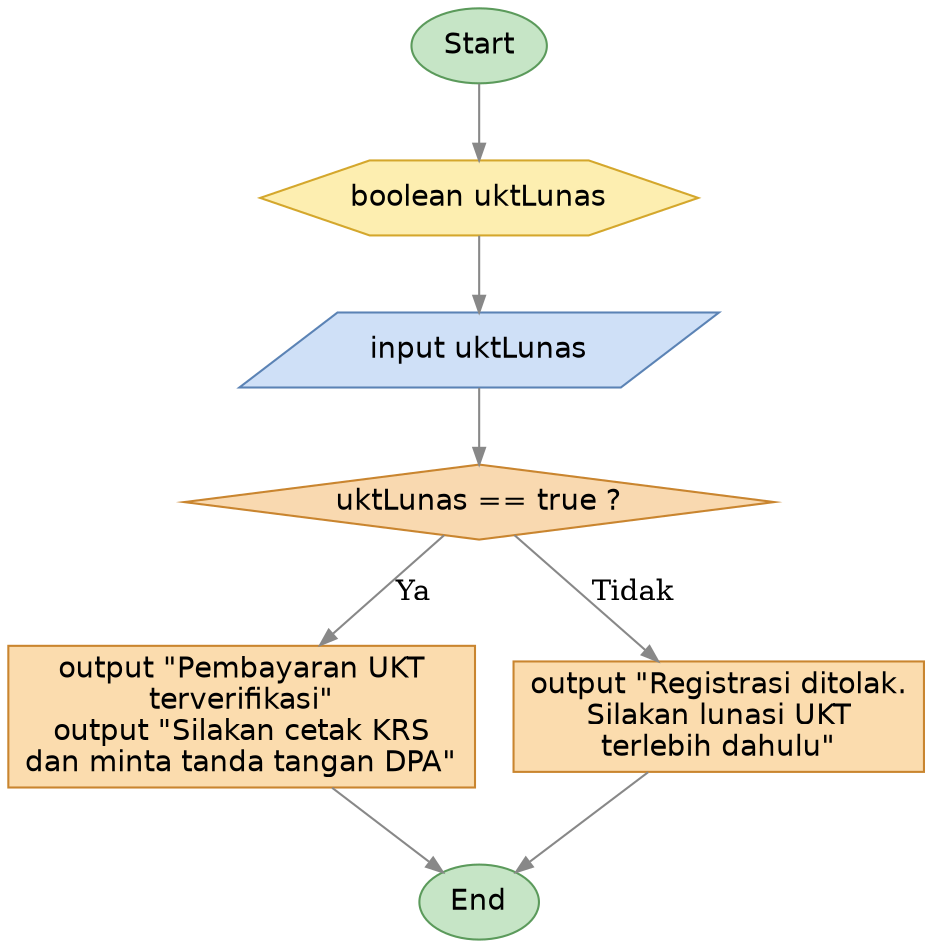 Start
boolean uktLunas
input uktLunas
uktLunas == true ?
Ya
Tidak
output "Pembayaran UKT
terverifikasi"
output "Silakan cetak KRS
dan minta tanda tangan DPA"
output "Registrasi ditolak.
Silakan lunasi UKT
terlebih dahulu"
End